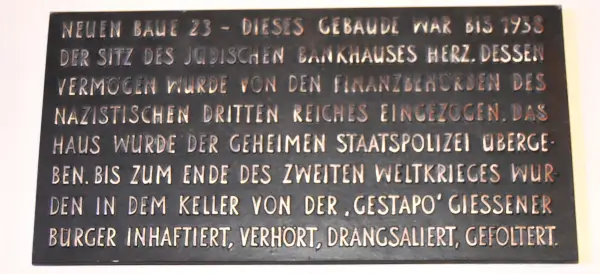 NEUEN BAUE 23 – DIESES GEBÄUDE WAR BIS 1938
DER SITZ DES JÜDISCHEN BANKHAUSES HERZ. DESSEN
VERMÖGEN WURDE VON DEN FINANZBEHÖRDEN DES
NAZISTISCHEN DRITTEN REICHES EINGEZOGEN. DAS
HAUS WURDE DER GEHEIMEN STAATSPOLIZEI ÜBERGE-
BEN. BIS ZUM ENDE DES ZWEITEN WELTKRIEGES WUR-
DEN IN DEM KELLER VON DER ‚GESTAPO‘ GIESSENER
BÜRGER INHAFTIERT, VERHÖRT, DRANGSALIERT, GEFOLTERT.